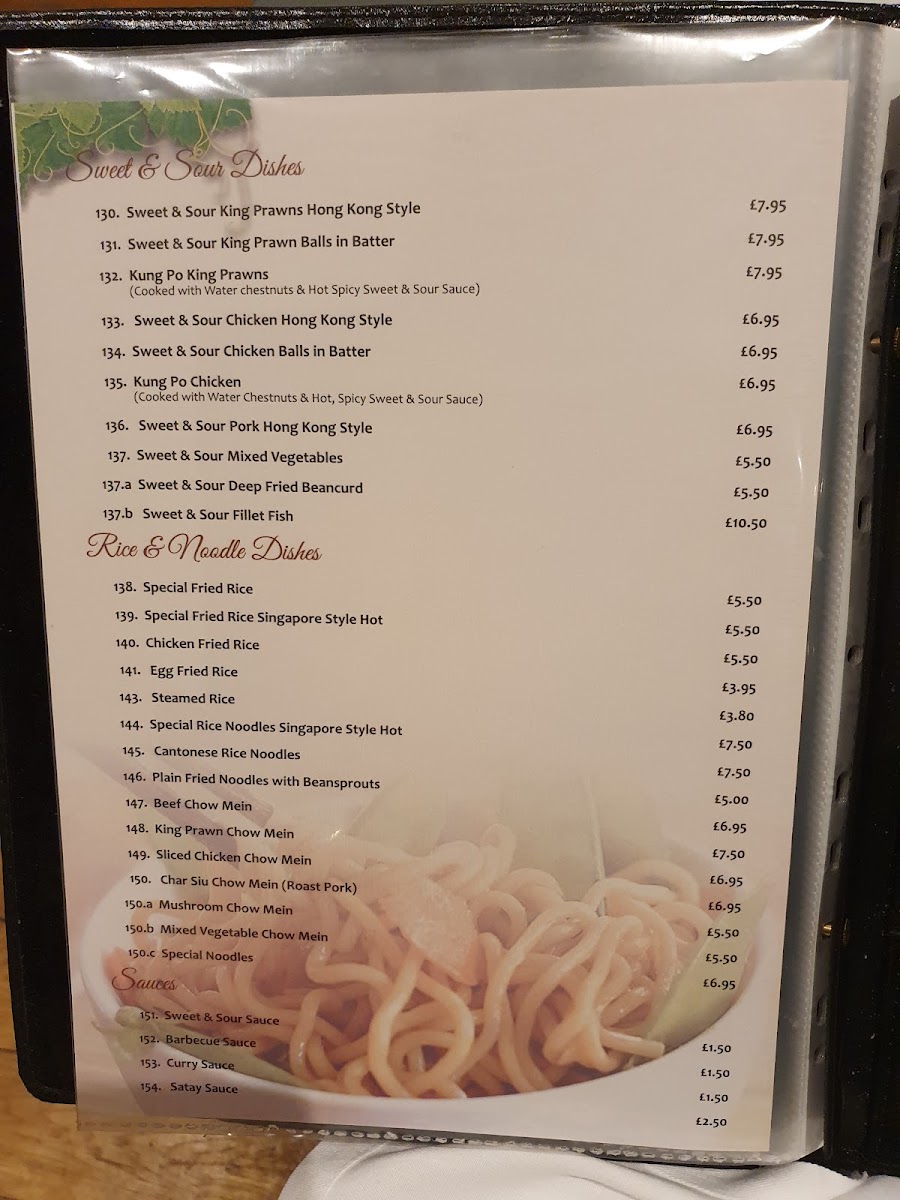 Sweet & Sour Dishes
130. Sweet & Sour King Prawns Hong Kong Style £7.95
131. Sweet & Sour King Prawn Balls in Batter £7.95
132. Kung Po King Prawns £7.95
(Cooked with Water chestnuts & Hot Spicy Sweet & Sour Sauce)
133. Sweet & Sour Chicken Hong Kong Style £6.95
134. Sweet & Sour Chicken Balls in Batter £6.95
135. Kung Po Chicken £6.95
(Cooked with Water Chestnuts & Hot, Spicy Sweet & Sour Sauce)
136. Sweet & Sour Pork Hong Kong Style £6.95
137. Sweet & Sour Mixed Vegetables £5.50
137.a Sweet & Sour Deep Fried Beancurd £5.50
137.b Sweet & Sour Fillet Fish £10.50
Rice & Noodle Dishes
138. Special Fried Rice £5.50
139. Special Fried Rice Singapore Style Hot £5.50
140. Chicken Fried Rice £5.50
141. Egg Fried Rice £3.95
143. Steamed Rice £3.80
144. Special Rice Noodles Singapore Style Hot £7.50
145. Cantonese Rice Noodles £7.50
146. Plain Fried Noodles with Beansprouts £5.00
147. Beef Chow Mein £6.95
148. King Prawn Chow Mein £7.50
149. Sliced Chicken Chow Mein £6.95
150. Char Siu Chow Mein (Roast Pork) £6.95
150.a Mushroom Chow Mein £5.50
150.b Mixed Vegetable Chow Mein £5.50
150.c Special Noodles £6.95
Sauces
151. Sweet & Sour Sauce £1.50
152. Barbecue Sauce £1.50
153. Curry Sauce £1.50
154. Satay Sauce £2.50